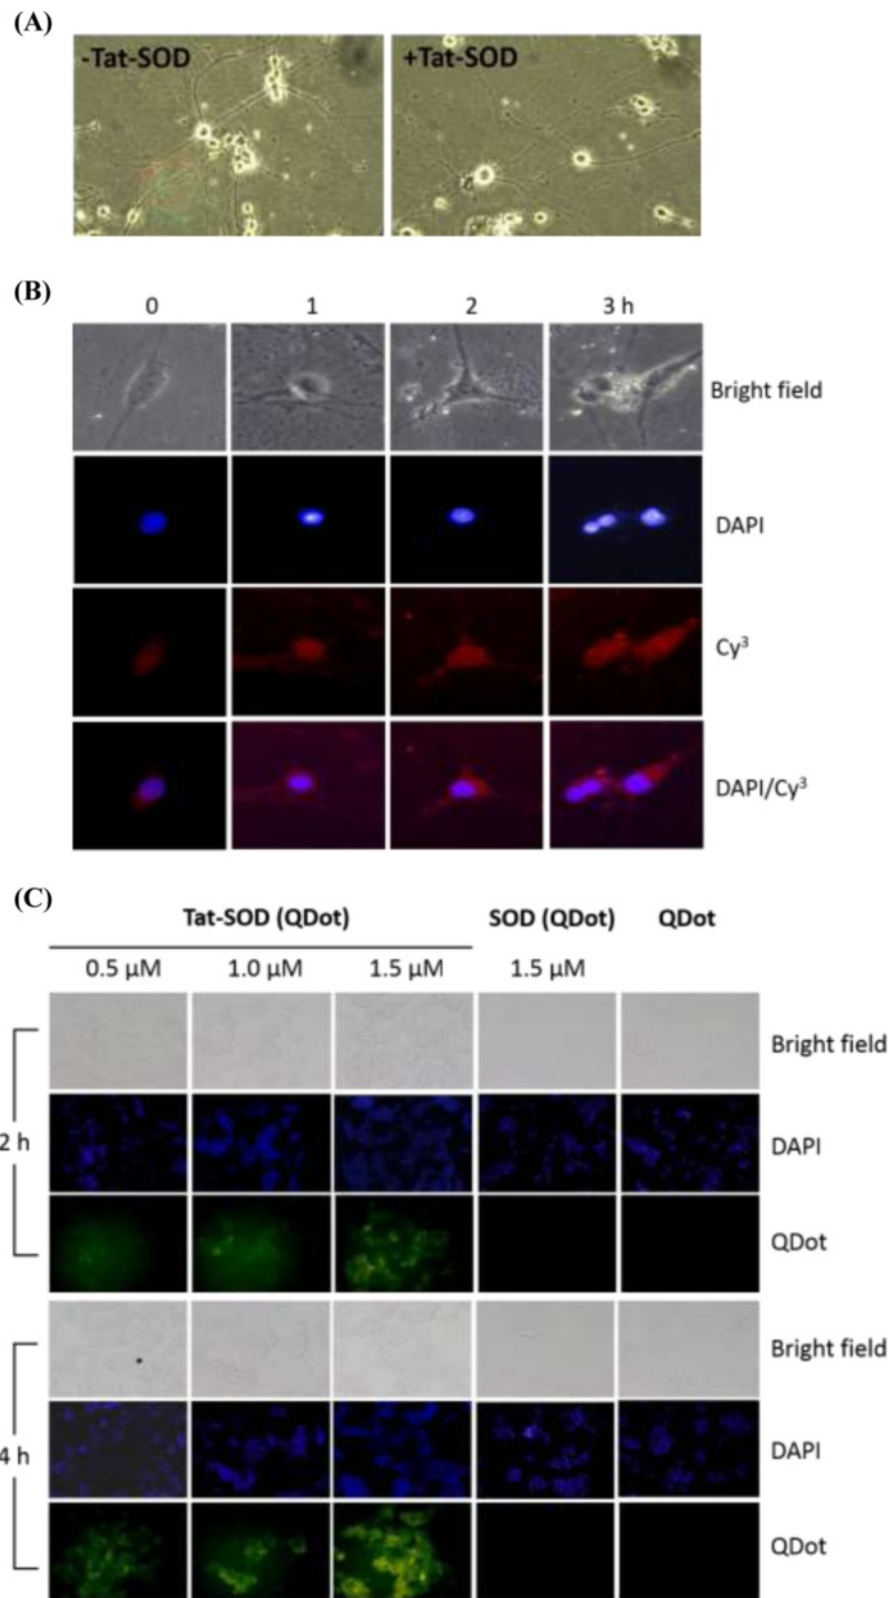 (A)
-Tat-SOD
+Tat-SOD
(B)
0 1 2 3 h
Bright field
DAPI
Cy³
DAPI/Cy³
(C)
Tat-SOD (QDot) SOD (QDot) QDot
0.5 µM 1.0 µM 1.5 µM 1.5 µM
2 h
Bright field
DAPI
QDot
4 h
Bright field
DAPI
QDot